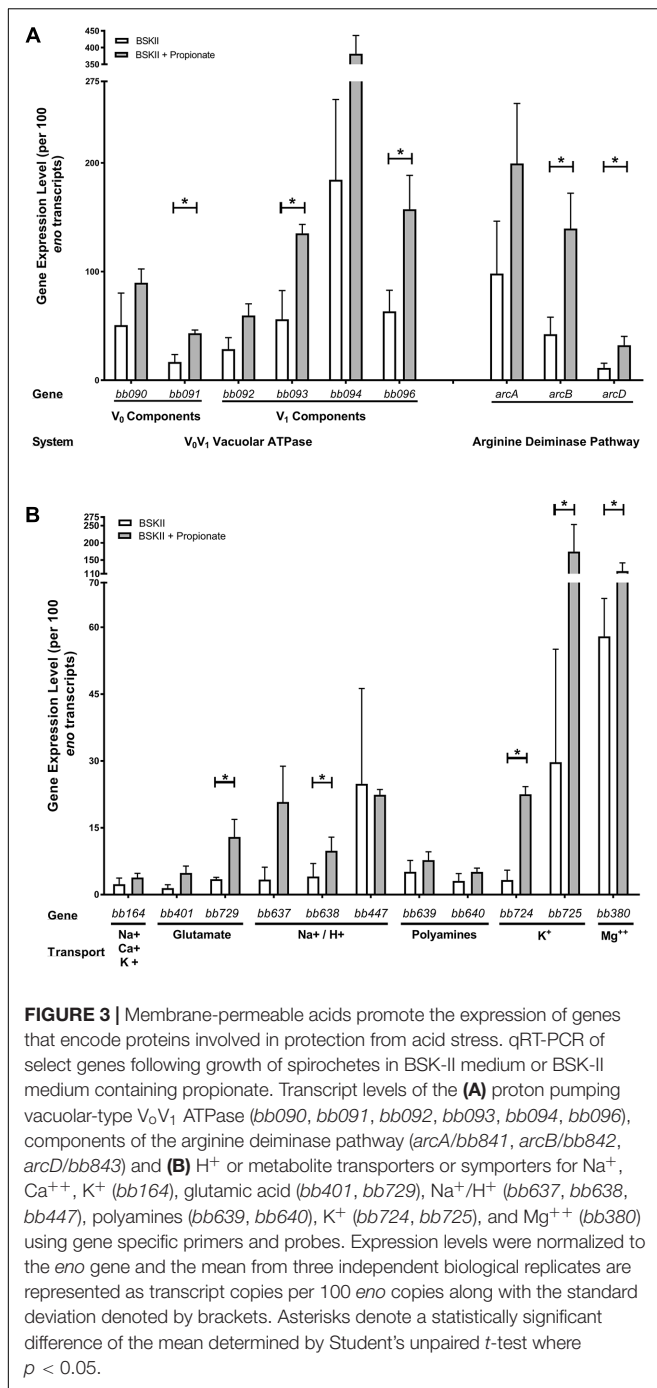 A
BSKII
BSKII + Propionate
Gene Expression Level (per 100
eno transcripts)
450
400
350
275
200
100
0
* * * * *
Gene
bb090 bb091 bb092 bb093 bb094 bb096 arcA arcB arcD
V₀ Components V₁ Components
System V₀V₁ Vacuolar ATPase Arginine Deiminase Pathway
B
BSKII
BSKII + Propionate
Gene Expression Level (per 100
eno transcripts)
275
250
200
150
110
70
60
45
30
15
0
* * * * *
Gene
bb164 bb401 bb729 bb637 bb638 bb447 bb639 bb640 bb724 bb725 bb380
Transport Na+ Glutamate Na+ / H+ Polyamines K⁺ Mg⁺⁺
Ca+
K +
FIGURE 3 | Membrane-permeable acids promote the expression of genes
that encode proteins involved in protection from acid stress. qRT-PCR of
select genes following growth of spirochetes in BSK-II medium or BSK-II
medium containing propionate. Transcript levels of the (A) proton pumping
vacuolar-type VₒV₁ ATPase (bb090, bb091, bb092, bb093, bb094, bb096),
components of the arginine deiminase pathway (arcA/bb841, arcB/bb842,
arcD/bb843) and (B) H⁺ or metabolite transporters or symporters for Na⁺,
Ca⁺⁺, K⁺ (bb164), glutamic acid (bb401, bb729), Na⁺/H⁺ (bb637, bb638,
bb447), polyamines (bb639, bb640), K⁺ (bb724, bb725), and Mg⁺⁺ (bb380)
using gene specific primers and probes. Expression levels were normalized to
the eno gene and the mean from three independent biological replicates are
represented as transcript copies per 100 eno copies along with the standard
deviation denoted by brackets. Asterisks denote a statistically significant
difference of the mean determined by Student's unpaired t-test where
p < 0.05.